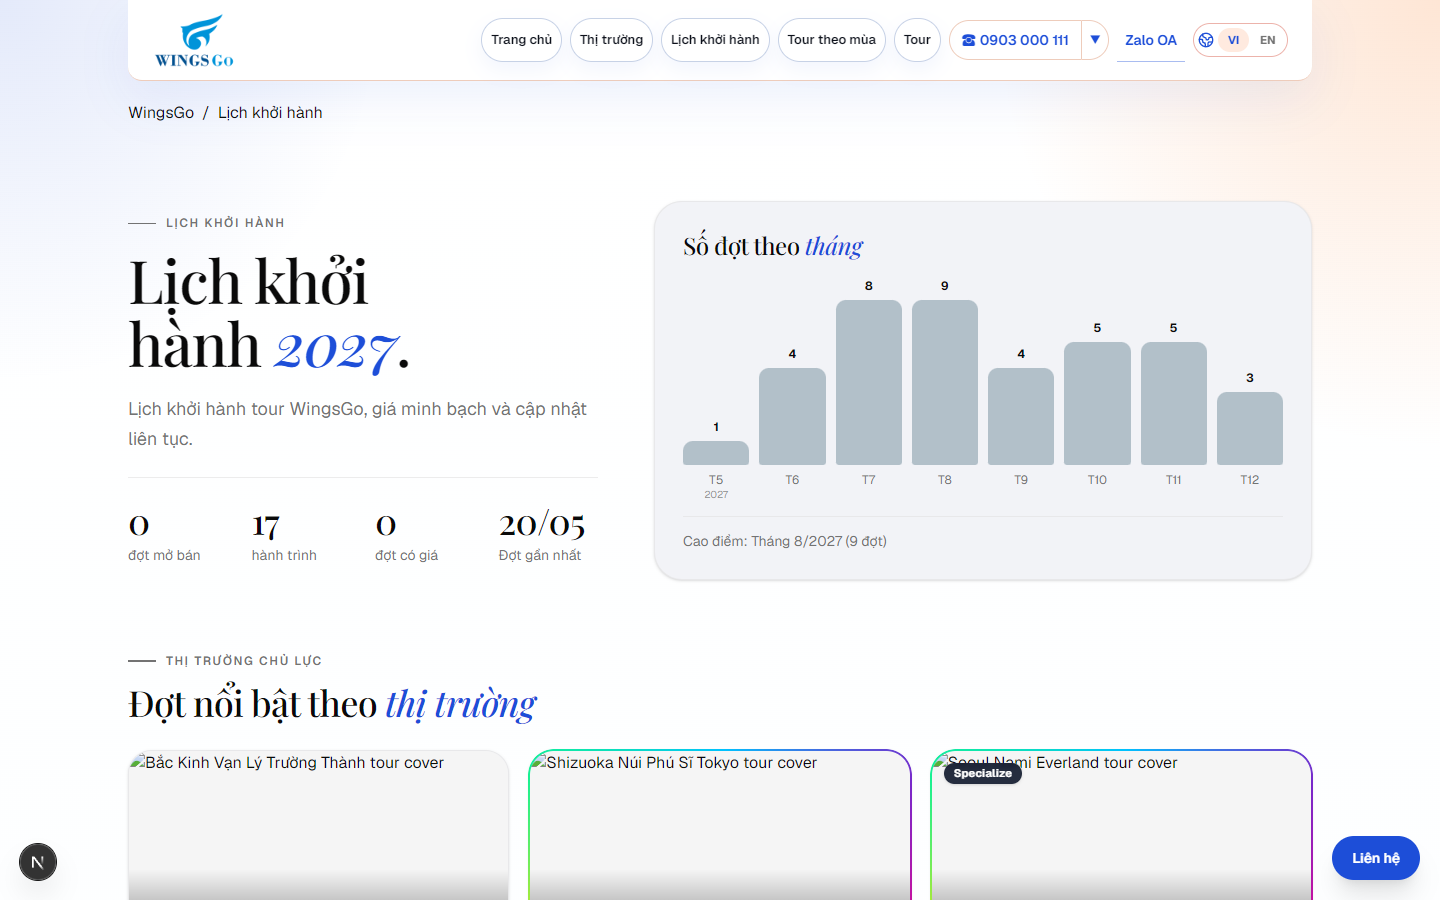 WINGS Go
Trang chủ
Thị trường
Lịch khởi hành
Tour theo mùa
Tour
☎ 0903 000 111
▼
Zalo OA
VI
EN
WingsGo / Lịch khởi hành
LỊCH KHỞI HÀNH
Lịch khởi
hành 2027.
Lịch khởi hành tour WingsGo, giá minh bạch và cập nhật
liên tục.
0
đợt mở bán
17
hành trình
0
đợt có giá
20/05
Đợt gần nhất
Số đợt theo tháng
1
4
8
9
4
5
5
3
T5
2027
T6
T7
T8
T9
T10
T11
T12
Cao điểm: Tháng 8/2027 (9 đợt)
THỊ TRƯỜNG CHỦ LỰC
Đợt nổi bật theo thị trường
Bắc Kinh Vạn Lý Trường Thành tour cover
Shizuoka Núi Phú Sĩ Tokyo tour cover
Seoul Nami Everland tour cover
Specialize
N
Liên hệ